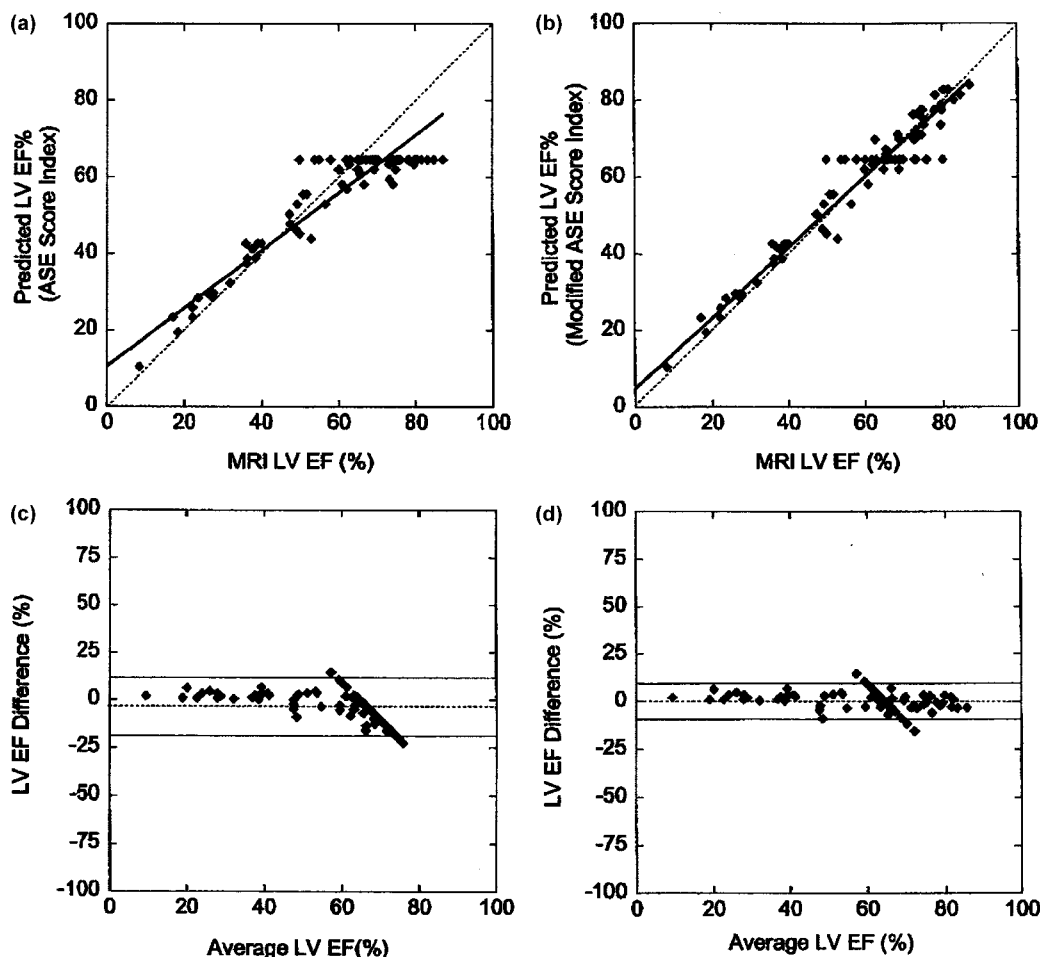 (a)
100
80
60
40
20
0
Predicted LV EF%
(ASE Score Index)
0 20 40 60 80 100
MRI LV EF (%)
(b)
100
80
60
40
20
0
Predicted LV EF%
(Modified ASE Score Index)
0 20 40 60 80 100
MRI LV EF (%)
(c)
100
75
50
25
0
-25
-50
-75
-100
LV EF Difference (%)
0 20 40 60 80 100
Average LV EF(%)
(d)
100
75
50
25
0
-25
-50
-75
-100
LV EF Difference (%)
0 20 40 60 80 100
Average LV EF (%)